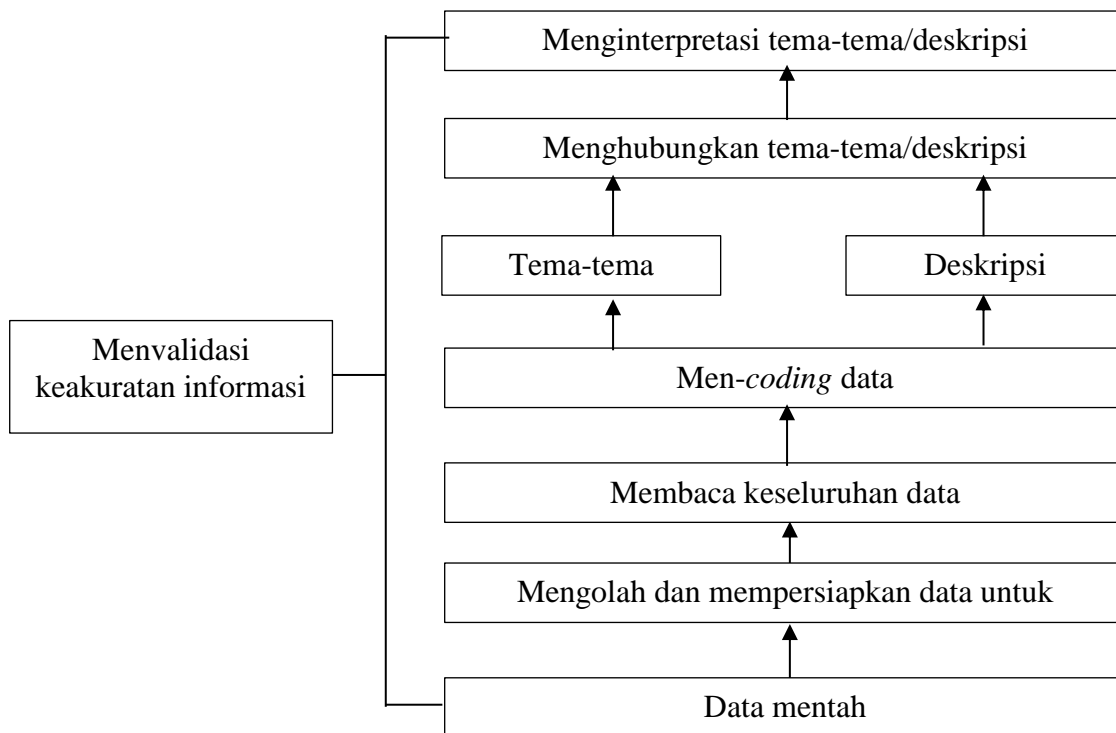 Menginterpretasi tema-tema/deskripsi
Menghubungkan tema-tema/deskripsi
Tema-tema
Deskripsi
Menvalidasi
keakuratan informasi
Men-coding data
Membaca keseluruhan data
Mengolah dan mempersiapkan data untuk
Data mentah